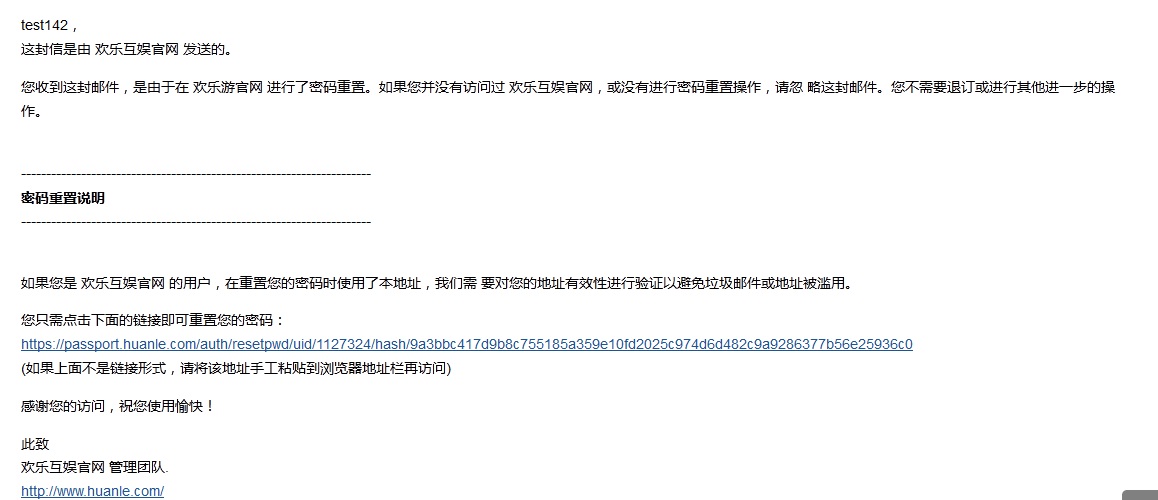 test142，
这封信是由 欢乐互娱官网 发送的。
您收到这封邮件，是由于在 欢乐游官网 进行了密码重置。如果您并没有访问过 欢乐互娱官网，或没有进行密码重置操作，请忽 略这封邮件。您不需要退订或进行其他进一步的操
作。
----------------------------------------------------------------------
密码重置说明
----------------------------------------------------------------------
如果您是 欢乐互娱官网 的用户，在重置您的密码时使用了本地址，我们需 要对您的地址有效性进行验证以避免垃圾邮件或地址被滥用。
您只需点击下面的链接即可重置您的密码：
https://passport.huanle.com/auth/resetpwd/uid/1127324/hash/9a3bbc417d9b8c755185a359e10fd2025c974d6d482c9a9286377b56e25936c0
(如果上面不是链接形式，请将该地址手工粘贴到浏览器地址栏再访问)
感谢您的访问，祝您使用愉快！
此致
欢乐互娱官网 管理团队.
http://www.huanle.com/